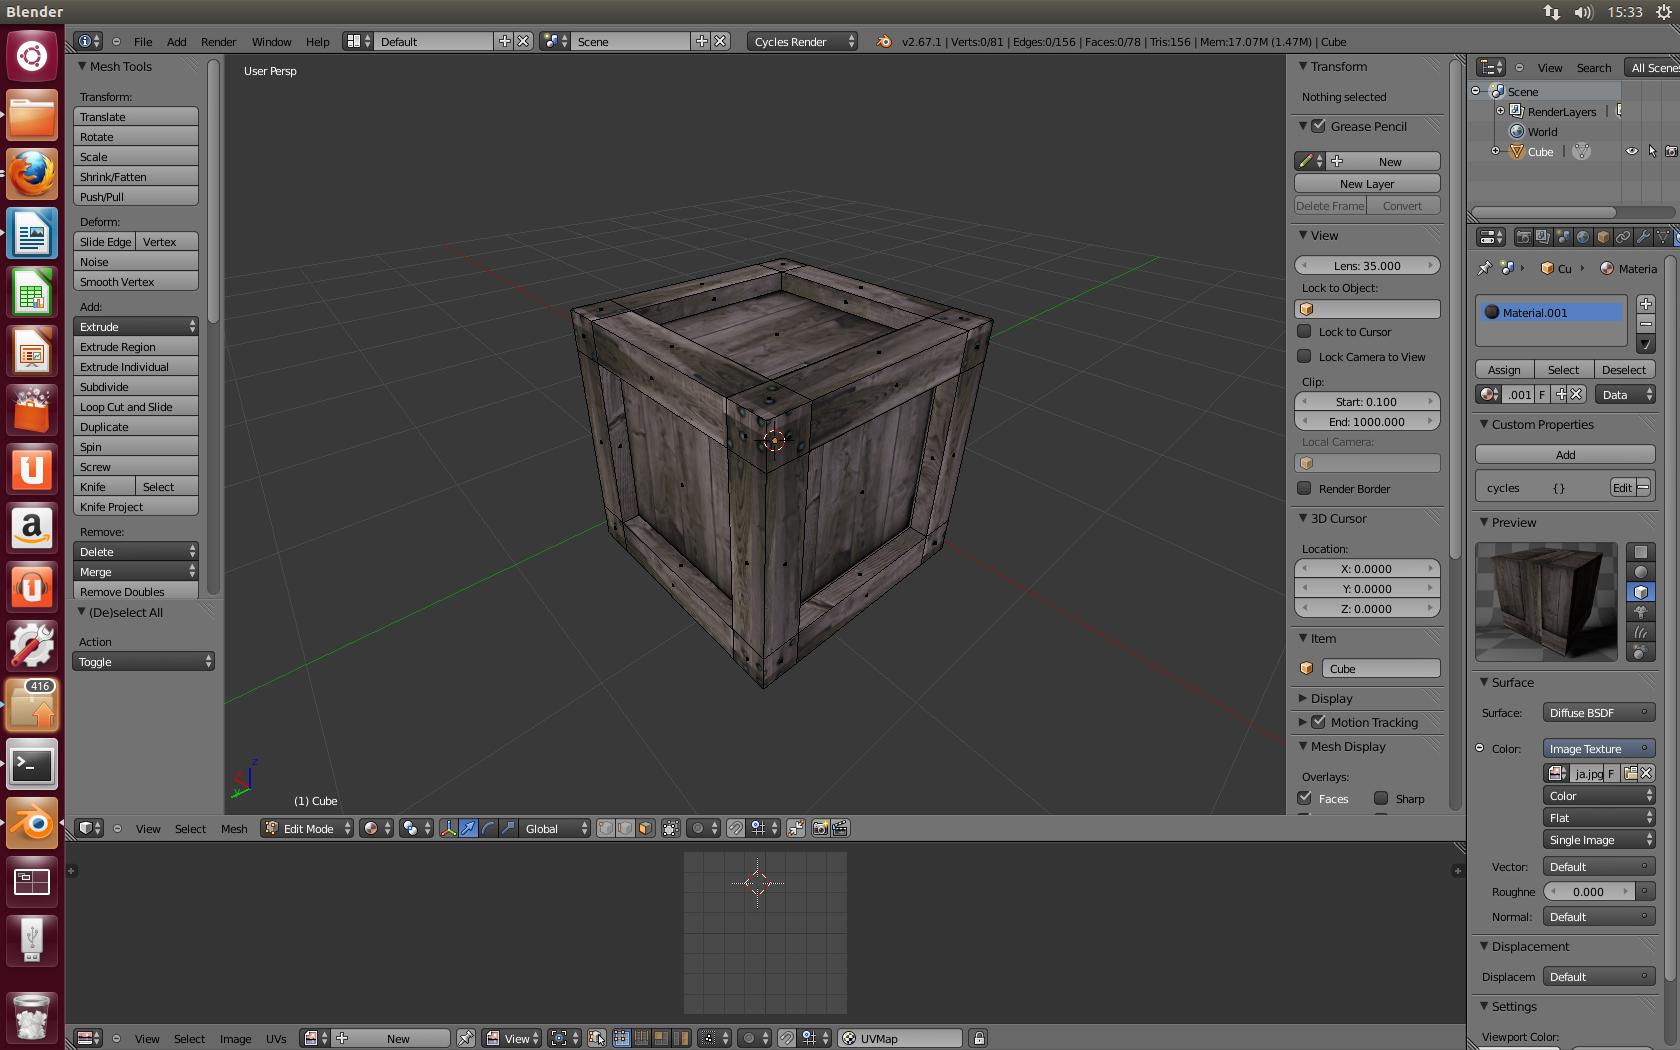 Blender
15:33
File Add Render Window Help Default Scene Cycles Render v2.67.1 | Verts:0/81 | Edges:0/156 | Faces:0/78 | Tris:156 | Mem:17.07M (1.47M) | Cube
Mesh Tools
Transform:
Translate
Rotate
Scale
Shrink/Fatten
Push/Pull
Deform:
Slide Edge Vertex
Noise
Smooth Vertex
Add:
Extrude
Extrude Region
Extrude Individual
Subdivide
Loop Cut and Slide
Duplicate
Spin
Screw
Knife Select
Knife Project
Remove:
Delete
Merge
Remove Doubles
(De)select All
Action
Toggle
416
User Persp
z
y
(1) Cube
Transform
Nothing selected
Grease Pencil
New
New Layer
Delete Frame Convert
View
Lens: 35.000
Lock to Object:
Lock to Cursor
Lock Camera to View
Clip:
Start: 0.100
End: 1000.000
Local Camera:
Render Border
3D Cursor
Location:
X: 0.0000
Y: 0.0000
Z: 0.0000
Item
Cube
Display
Motion Tracking
Mesh Display
Overlays:
Faces Sharp
View Search All Scene
Scene
RenderLayers |
World
Cube |
Cu Materia
Material.001
Assign Select Deselect
.001 F Data
Custom Properties
Add
cycles {} Edit
Preview
Surface
Surface: Diffuse BSDF
Color: Image Texture
ja.jpg F
Color
Flat
Single Image
Vector: Default
Roughne 0.000
Normal: Default
Displacement
Displacem Default
Settings
Viewport Color:
View Select Mesh Edit Mode Global
View Select Image UVs New View UVMap